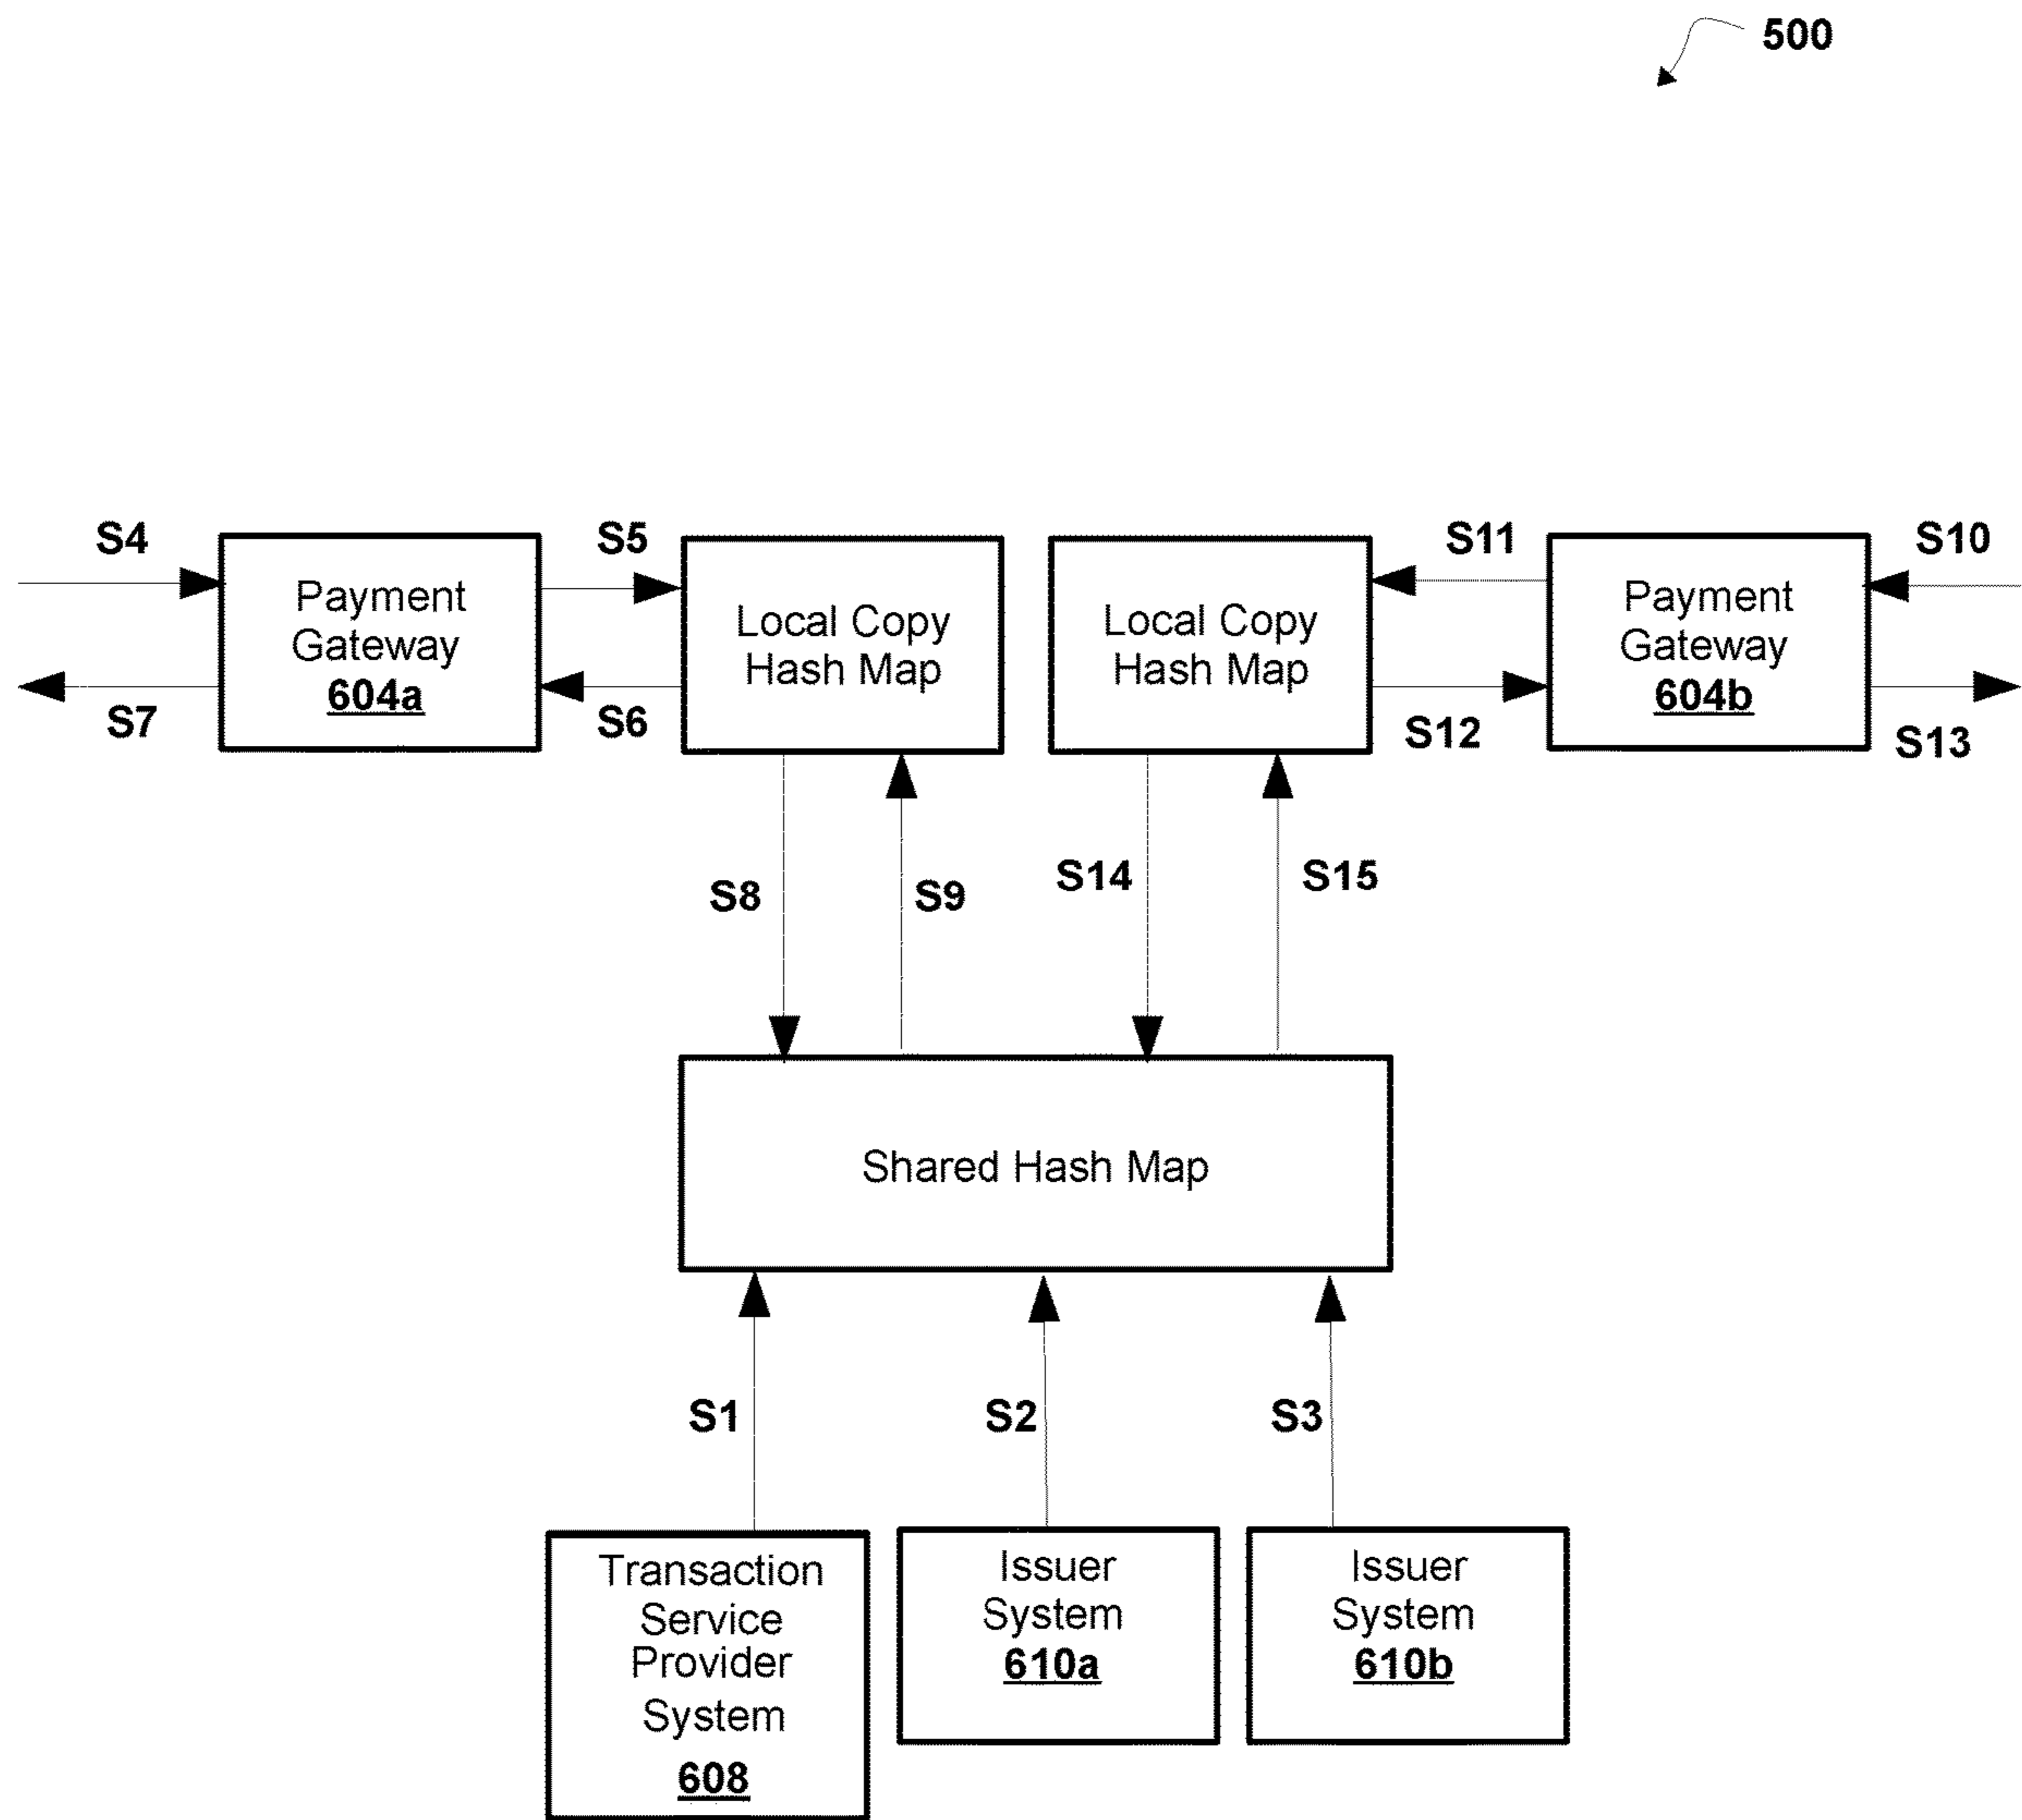 500
S4
S5
S11
S10
Payment
Gateway
604a
Local Copy
Hash Map
Local Copy
Hash Map
Payment
Gateway
604b
S7
S6
S12
S13
S8
S9
S14
S15
Shared Hash Map
S1
S2
S3
Transaction
Service
Provider
System
608
Issuer
System
610a
Issuer
System
610b